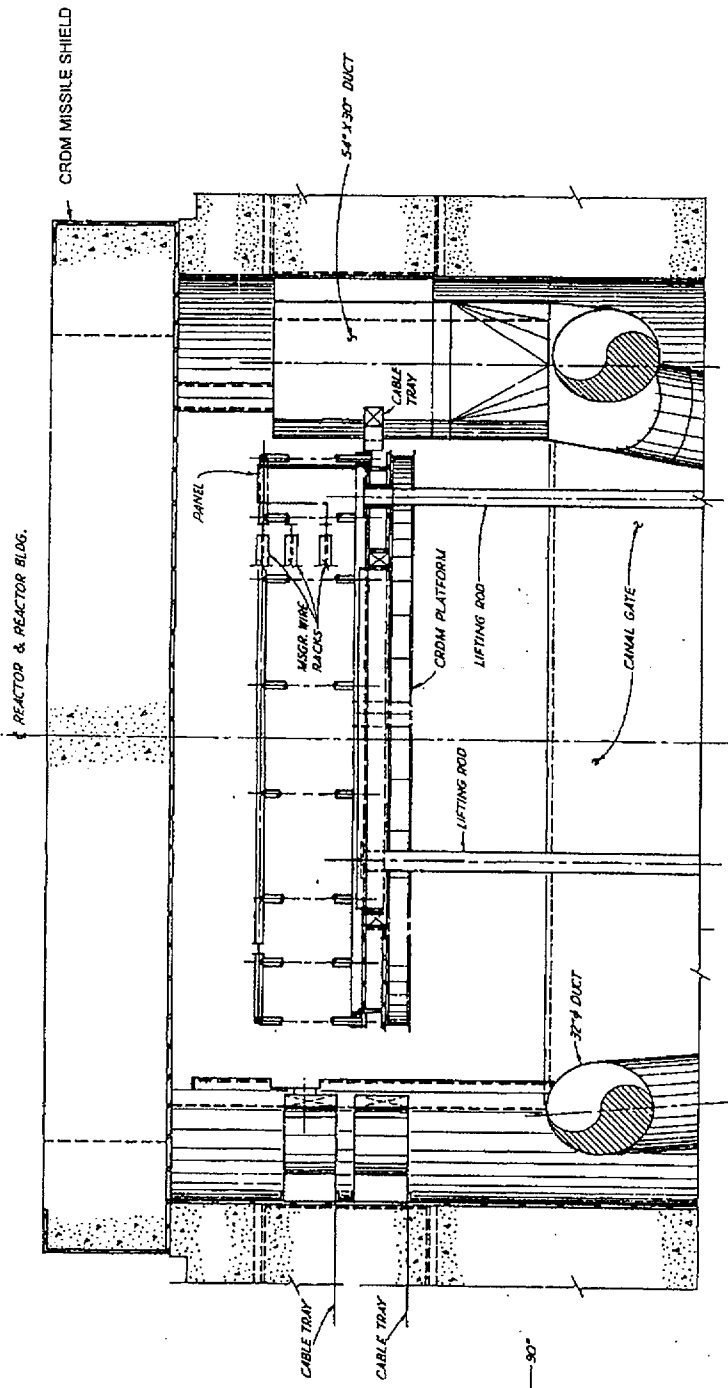 CRDM MISSILE SHIELD
℄ REACTOR & REACTOR BLDG.
54" X 30" DUCT
PANEL
CABLE
TRAY
MSGR. WIRE
RACKS
CRDM PLATFORM
LIFTING ROD
CANAL GATE
LIFTING ROD
32"⌀ DUCT
CABLE TRAY
CABLE TRAY
90°